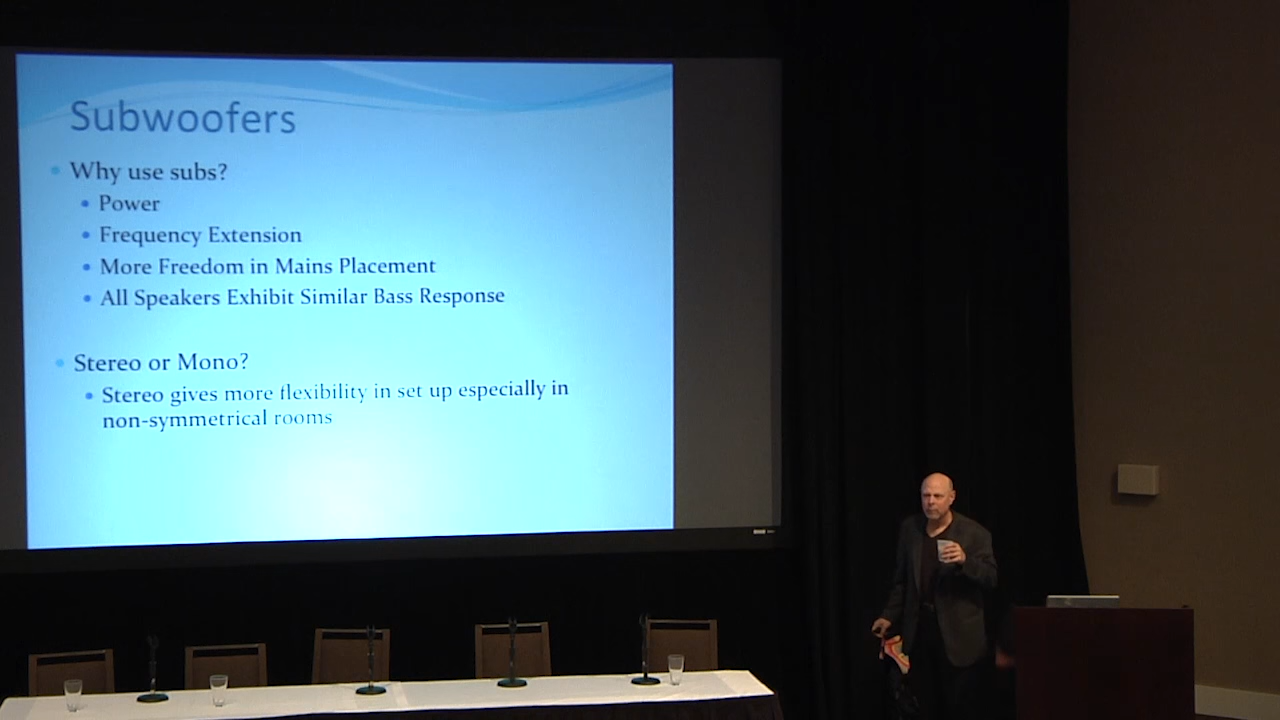 Subwoofers
Why use subs?
Power
Frequency Extension
More Freedom in Mains Placement
All Speakers Exhibit Similar Bass Response
Stereo or Mono?
Stereo gives more flexibility in set up especially in
non-symmetrical rooms